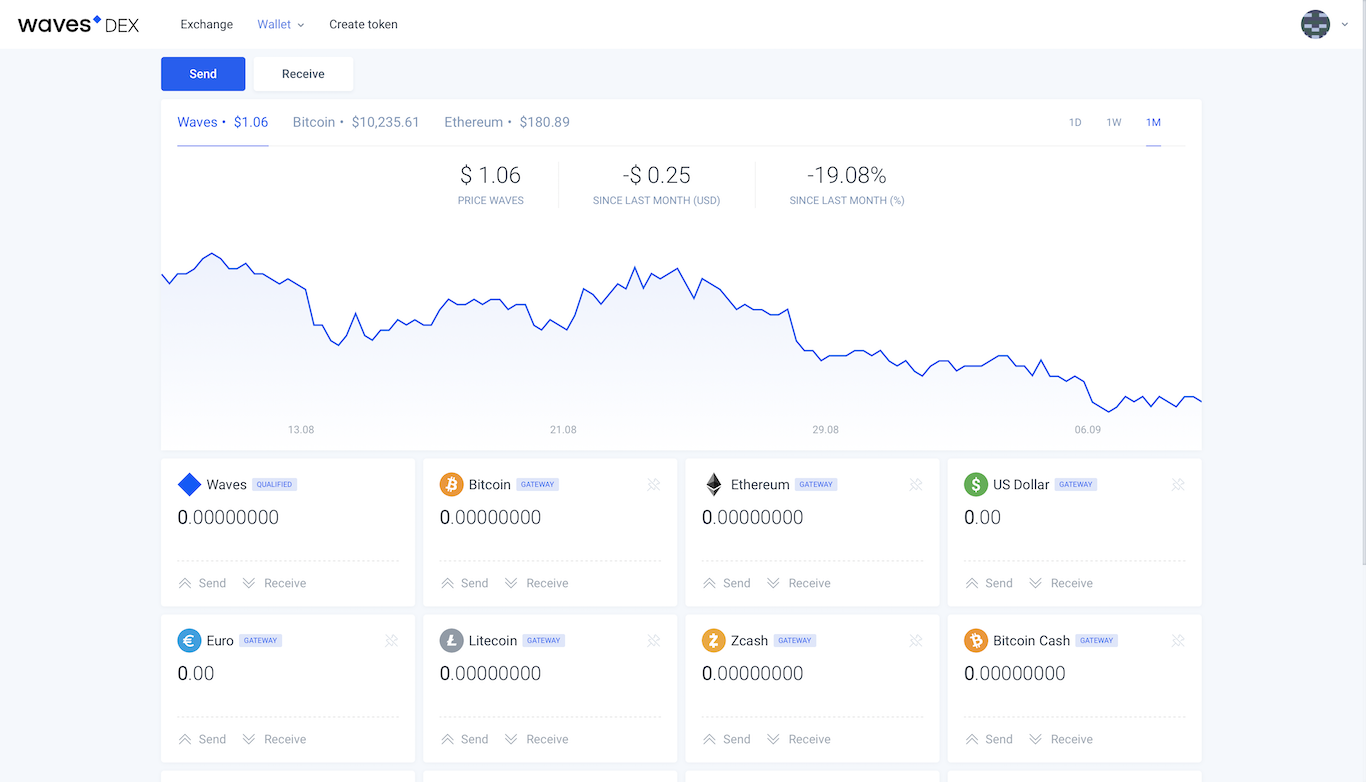 waves DEX Exchange Wallet Create token
Send Receive
Waves • $1.06 Bitcoin • $10,235.61 Ethereum • $180.89 1D 1W 1M
$ 1.06 -$ 0.25 -19.08%
PRICE WAVES SINCE LAST MONTH (USD) SINCE LAST MONTH (%)
13.08 21.08 29.08 06.09
Waves QUALIFIED Bitcoin GATEWAY Ethereum GATEWAY US Dollar GATEWAY
0.00000000 0.00000000 0.00000000 0.00
Send Receive Send Receive Send Receive Send Receive
Euro GATEWAY Litecoin GATEWAY Zcash GATEWAY Bitcoin Cash GATEWAY
0.00 0.00000000 0.00000000 0.00000000
Send Receive Send Receive Send Receive Send Receive